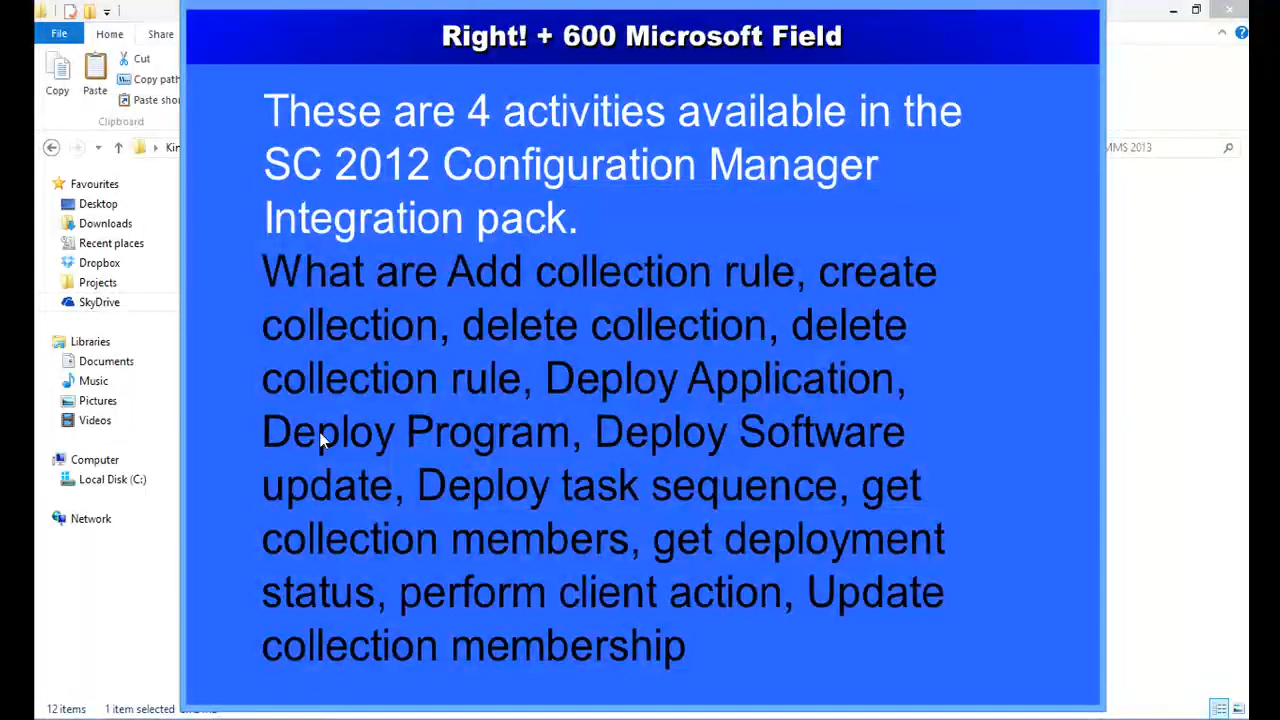 File
Home
Share
Copy
Paste
Cut
Copy path
Paste shor
Clipboard
Kin
MMS 2013
Favourites
Desktop
Downloads
Recent places
Dropbox
Projects
SkyDrive
Libraries
Documents
Music
Pictures
Videos
Computer
Local Disk (C:)
Network
12 items 1 item selected
Right! + 600 Microsoft Field
These are 4 activities available in the
SC 2012 Configuration Manager
Integration pack.
What are Add collection rule, create
collection, delete collection, delete
collection rule, Deploy Application,
Deploy Program, Deploy Software
update, Deploy task sequence, get
collection members, get deployment
status, perform client action, Update
collection membership